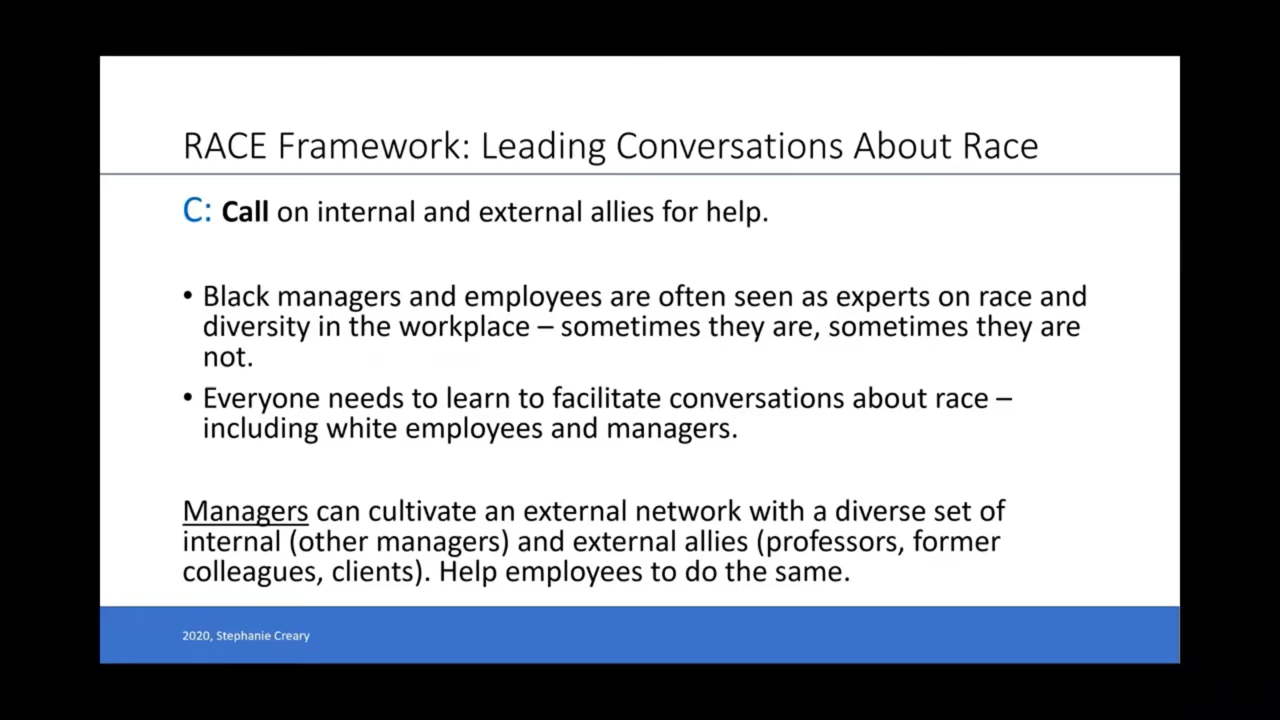 RACE Framework: Leading Conversations About Race
C: Call on internal and external allies for help.
• Black managers and employees are often seen as experts on race and
diversity in the workplace – sometimes they are, sometimes they are
not.
• Everyone needs to learn to facilitate conversations about race –
including white employees and managers.
Managers can cultivate an external network with a diverse set of
internal (other managers) and external allies (professors, former
colleagues, clients). Help employees to do the same.
2020, Stephanie Creary